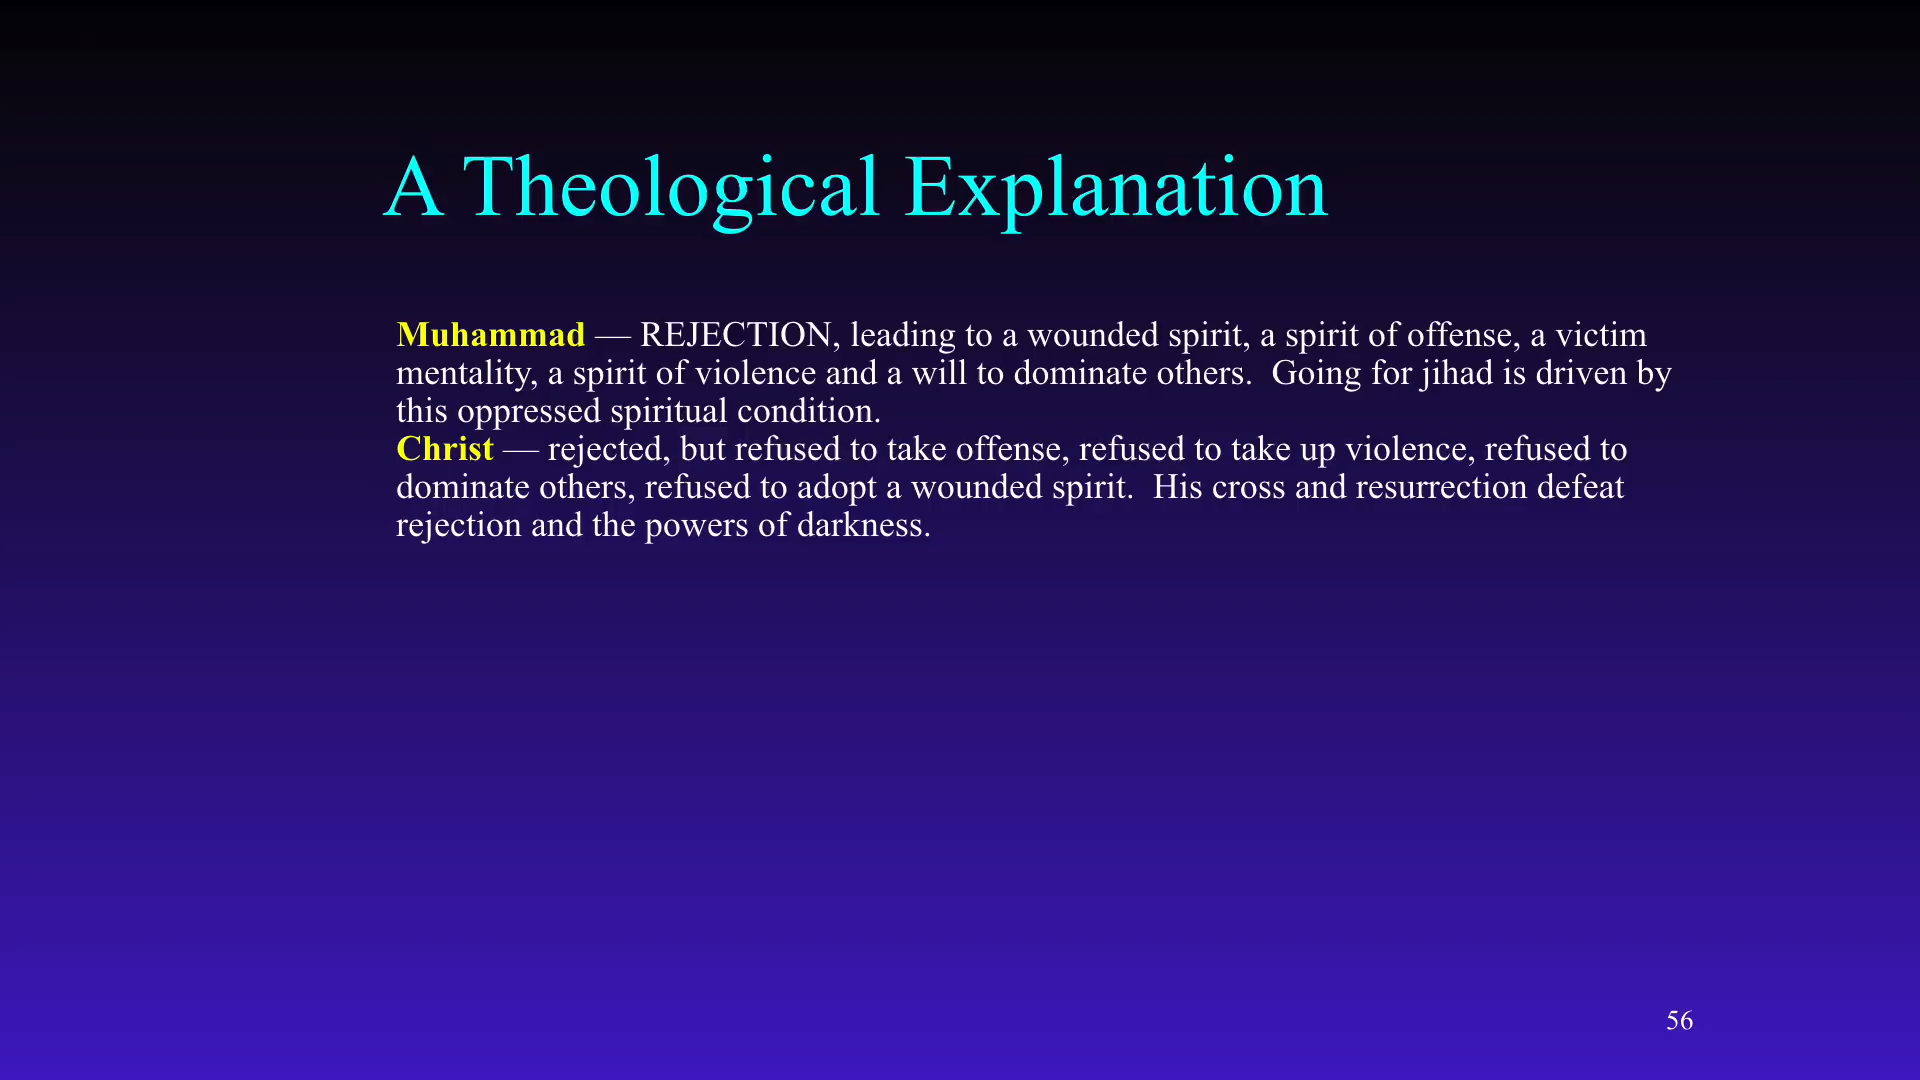 A Theological Explanation
Muhammad — REJECTION, leading to a wounded spirit, a spirit of offense, a victim
mentality, a spirit of violence and a will to dominate others.  Going for jihad is driven by
this oppressed spiritual condition.
Christ — rejected, but refused to take offense, refused to take up violence, refused to
dominate others, refused to adopt a wounded spirit.  His cross and resurrection defeat
rejection and the powers of darkness.
56